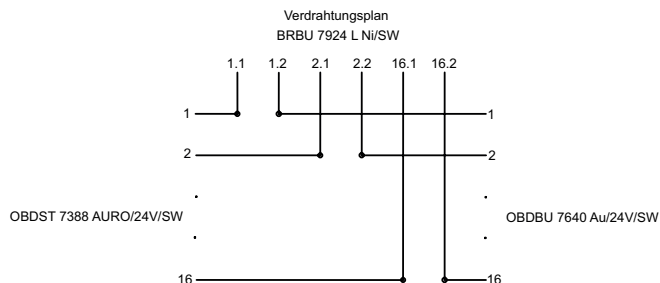 Verdrahtungsplan
BRBU 7924 L Ni/SW
1.1 1.2 2.1 2.2 16.1 16.2
1 1
2 2
OBDST 7388 AURO/24V/SW OBDBU 7640 Au/24V/SW
16 16